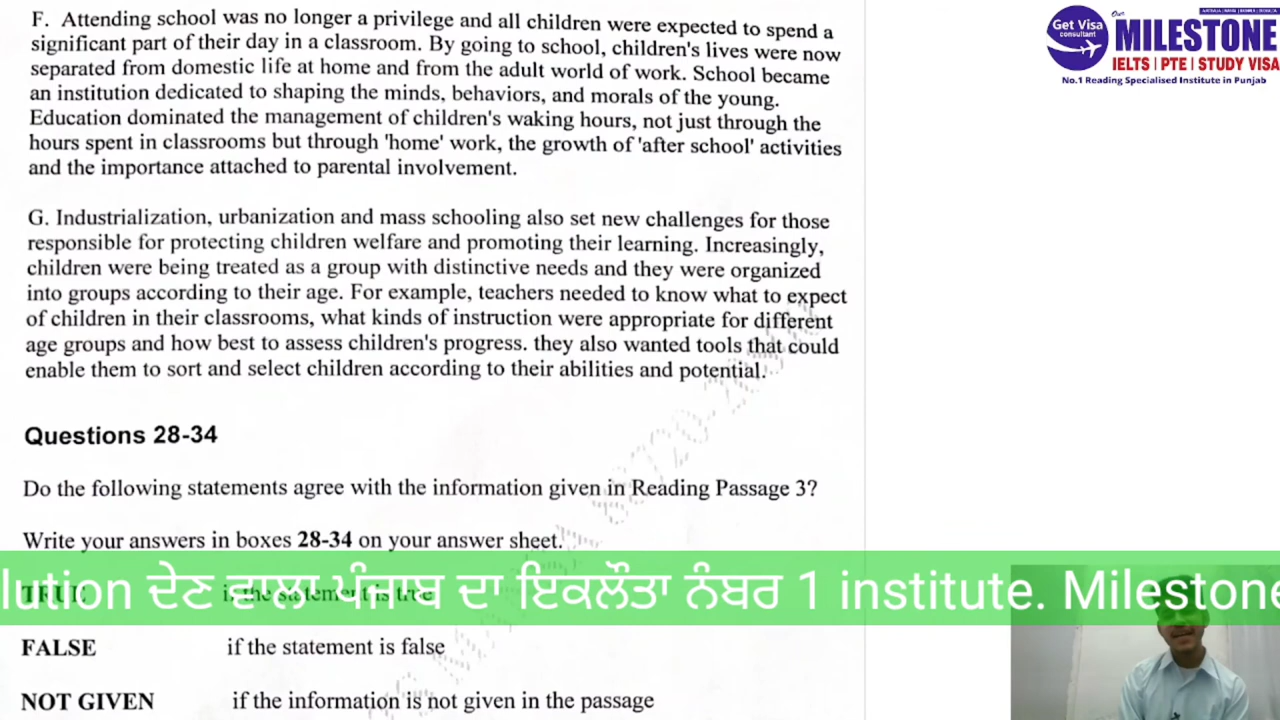 F. Attending school was no longer a privilege and all children were expected to spend a
significant part of their day in a classroom. By going to school, children's lives were now
separated from domestic life at home and from the adult world of work. School became
an institution dedicated to shaping the minds, behaviors, and morals of the young.
Education dominated the management of children's waking hours, not just through the
hours spent in classrooms but through 'home' work, the growth of 'after school' activities
and the importance attached to parental involvement.
G. Industrialization, urbanization and mass schooling also set new challenges for those
responsible for protecting children welfare and promoting their learning. Increasingly,
children were being treated as a group with distinctive needs and they were organized
into groups according to their age. For example, teachers needed to know what to expect
of children in their classrooms, what kinds of instruction were appropriate for different
age groups and how best to assess children's progress. they also wanted tools that could
enable them to sort and select children according to their abilities and potential.
Questions 28-34
Do the following statements agree with the information given in Reading Passage 3?
Write your answers in boxes 28-34 on your answer sheet.
TRUE is the statement is true
lution ਦੇਣ ਵਾਲਾ ਪੰਜਾਬ ਦਾ ਇਕਲੌਤਾ ਨੰਬਰ 1 institute. Milestone
FALSE if the statement is false
NOT GIVEN if the information is not given in the passage
Get Visa
consultant
Our
MILESTONE
IELTS | PTE | STUDY VISA
No.1 Reading Specialised Institute in Punjab